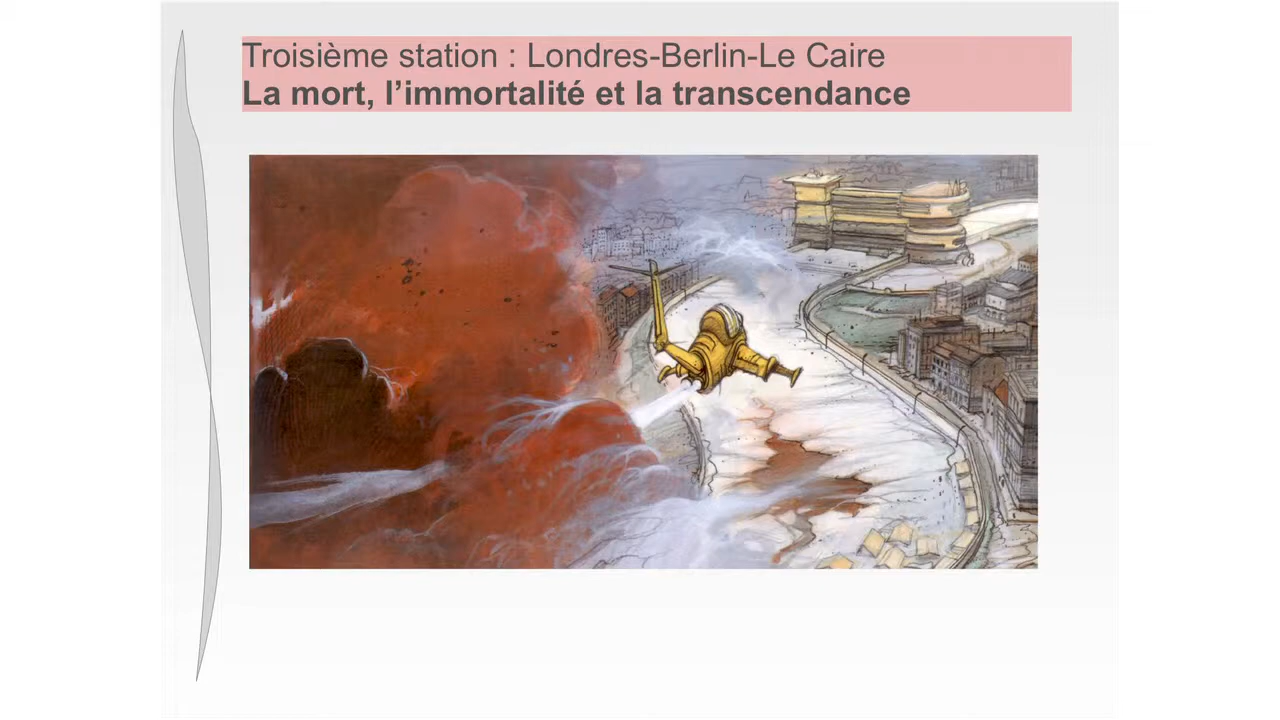 Troisième station : Londres-Berlin-Le Caire
La mort, l’immortalité et la transcendance